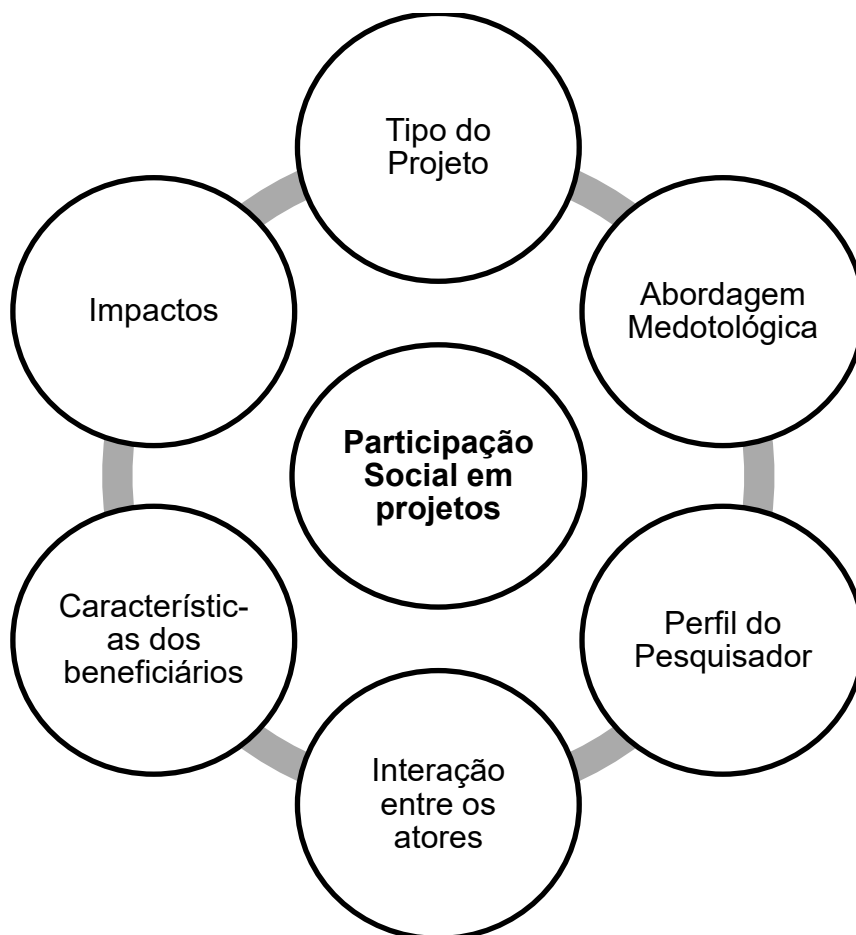 Tipo do
Projeto
Abordagem
Medotológica
Perfil do
Pesquisador
Interação
entre os
atores
Característic-
as dos
beneficiários
Impactos
Participação
Social em
projetos